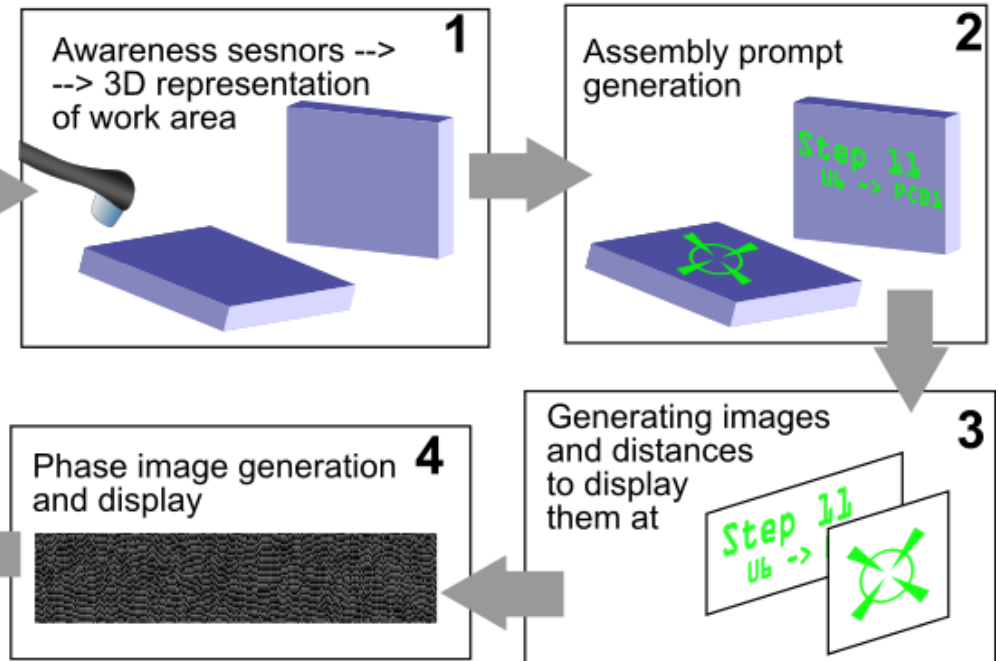 1
Awareness sesnors -->
--> 3D representation
of work area
2
Assembly prompt
generation
Step 11
U6 -> PCB1
3
Generating images
and distances
to display
them at
Step 11
U6 ->
4
Phase image generation
and display